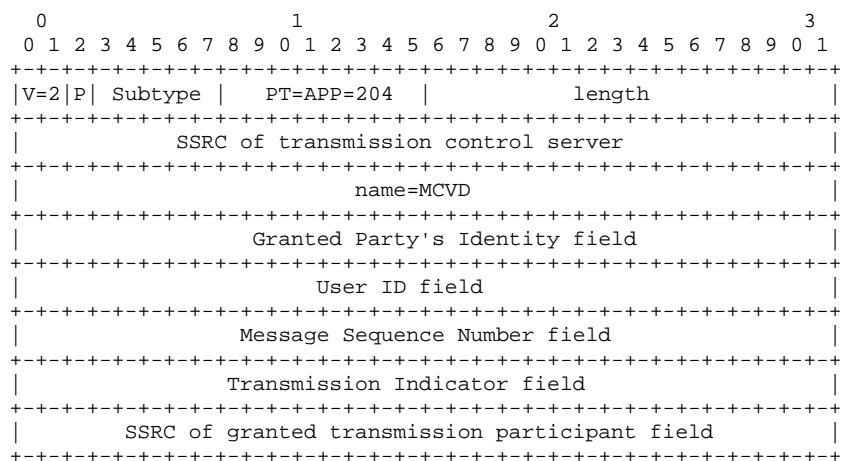 0                   1                   2                   3
0 1 2 3 4 5 6 7 8 9 0 1 2 3 4 5 6 7 8 9 0 1 2 3 4 5 6 7 8 9 0 1
+-+-+-+-+-+-+-+-+-+-+-+-+-+-+-+-+-+-+-+-+-+-+-+-+-+-+-+-+-+-+-+-+
|V=2|P| Subtype |   PT=APP=204  |           length              |
+-+-+-+-+-+-+-+-+-+-+-+-+-+-+-+-+-+-+-+-+-+-+-+-+-+-+-+-+-+-+-+-+
|            SSRC of transmission control server                |
+-+-+-+-+-+-+-+-+-+-+-+-+-+-+-+-+-+-+-+-+-+-+-+-+-+-+-+-+-+-+-+-+
|                          name=MCVD                            |
+-+-+-+-+-+-+-+-+-+-+-+-+-+-+-+-+-+-+-+-+-+-+-+-+-+-+-+-+-+-+-+-+
|                  Granted Party's Identity field               |
+-+-+-+-+-+-+-+-+-+-+-+-+-+-+-+-+-+-+-+-+-+-+-+-+-+-+-+-+-+-+-+-+
|                       User ID field                           |
+-+-+-+-+-+-+-+-+-+-+-+-+-+-+-+-+-+-+-+-+-+-+-+-+-+-+-+-+-+-+-+-+
|                 Message Sequence Number field                 |
+-+-+-+-+-+-+-+-+-+-+-+-+-+-+-+-+-+-+-+-+-+-+-+-+-+-+-+-+-+-+-+-+
|                Transmission Indicator field                   |
+-+-+-+-+-+-+-+-+-+-+-+-+-+-+-+-+-+-+-+-+-+-+-+-+-+-+-+-+-+-+-+-+
|        SSRC of granted transmission participant field         |
+-+-+-+-+-+-+-+-+-+-+-+-+-+-+-+-+-+-+-+-+-+-+-+-+-+-+-+-+-+-+-+-+